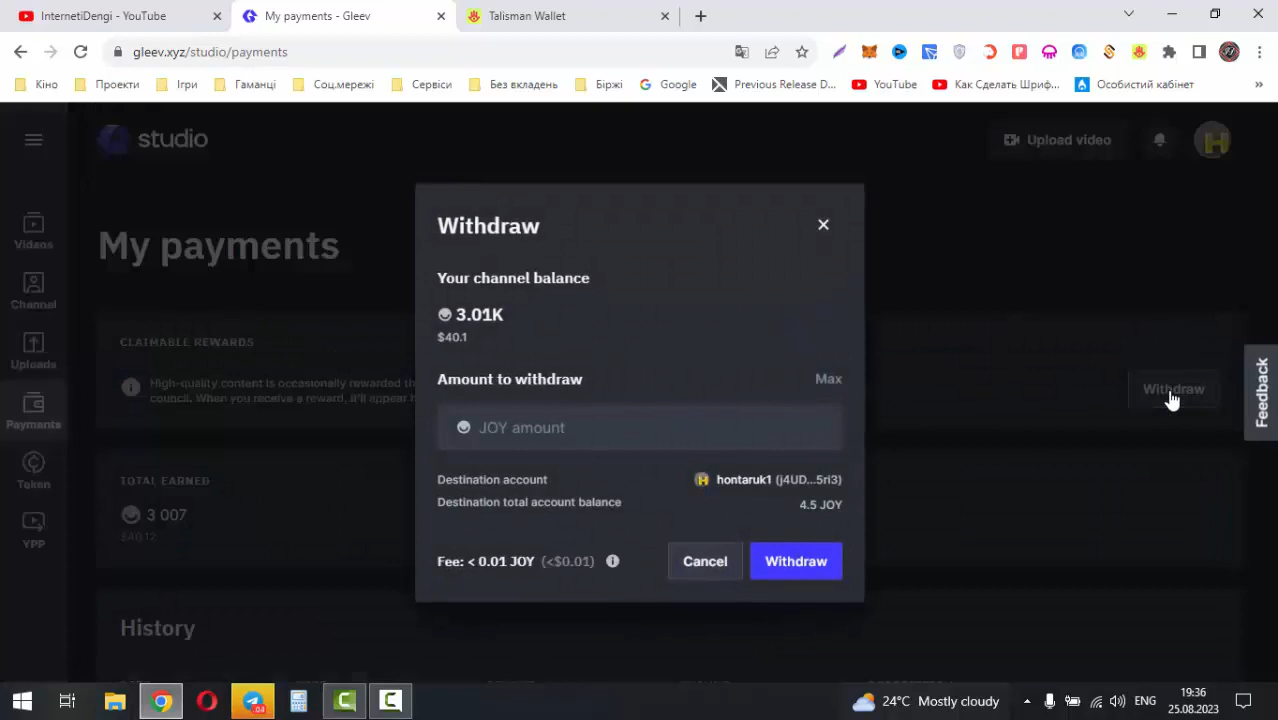 InternetiDengi - YouTube
My payments - Gleev
Talisman Wallet
gleev.xyz/studio/payments
Кіно
Проекти
Ігри
Гаманці
Соц.мережі
Сервіси
Без вкладень
Біржі
Google
Previous Release D...
YouTube
Как Сделать Шриф...
Особистий кабінет
studio
Upload video
My payments
Videos
Channel
Uploads
Payments
Token
YPP
CLAIMABLE REWARDS
High-quality content is occasionally rewarded
council. When you receive a reward, it'll appear
Withdraw
TOTAL EARNED
3 007
$40.12
History
Withdraw
Your channel balance
3.01K
$40.1
Amount to withdraw
Max
JOY amount
Destination account
hontaruk1 (j4UD...5ri3)
Destination total account balance
4.5 JOY
Fee: < 0.01 JOY (<$0.01)
Cancel
Withdraw
Feedback
24°C Mostly cloudy
ENG
19:36
25.08.2023